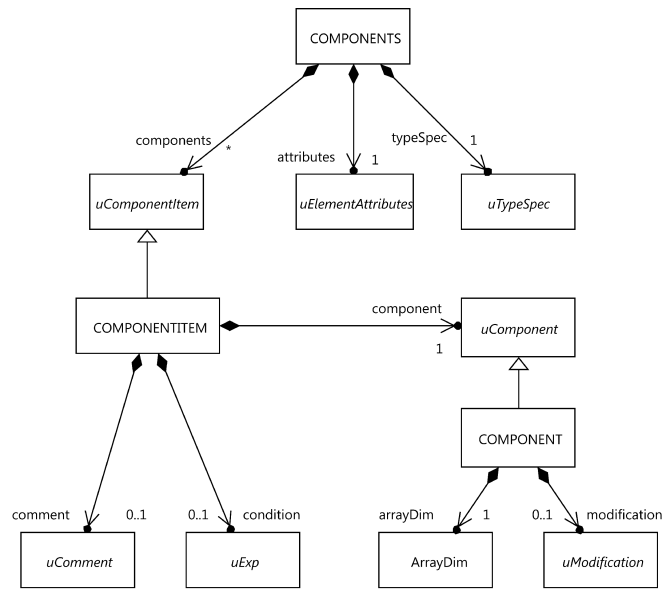 COMPONENTS
components
*
attributes
1
typeSpec
1
uComponentItem
uElementAttributes
uTypeSpec
COMPONENTITEM
component
1
uComponent
COMPONENT
comment
0..1
0..1
condition
arrayDim
1
0..1
modification
uComment
uExp
ArrayDim
uModification